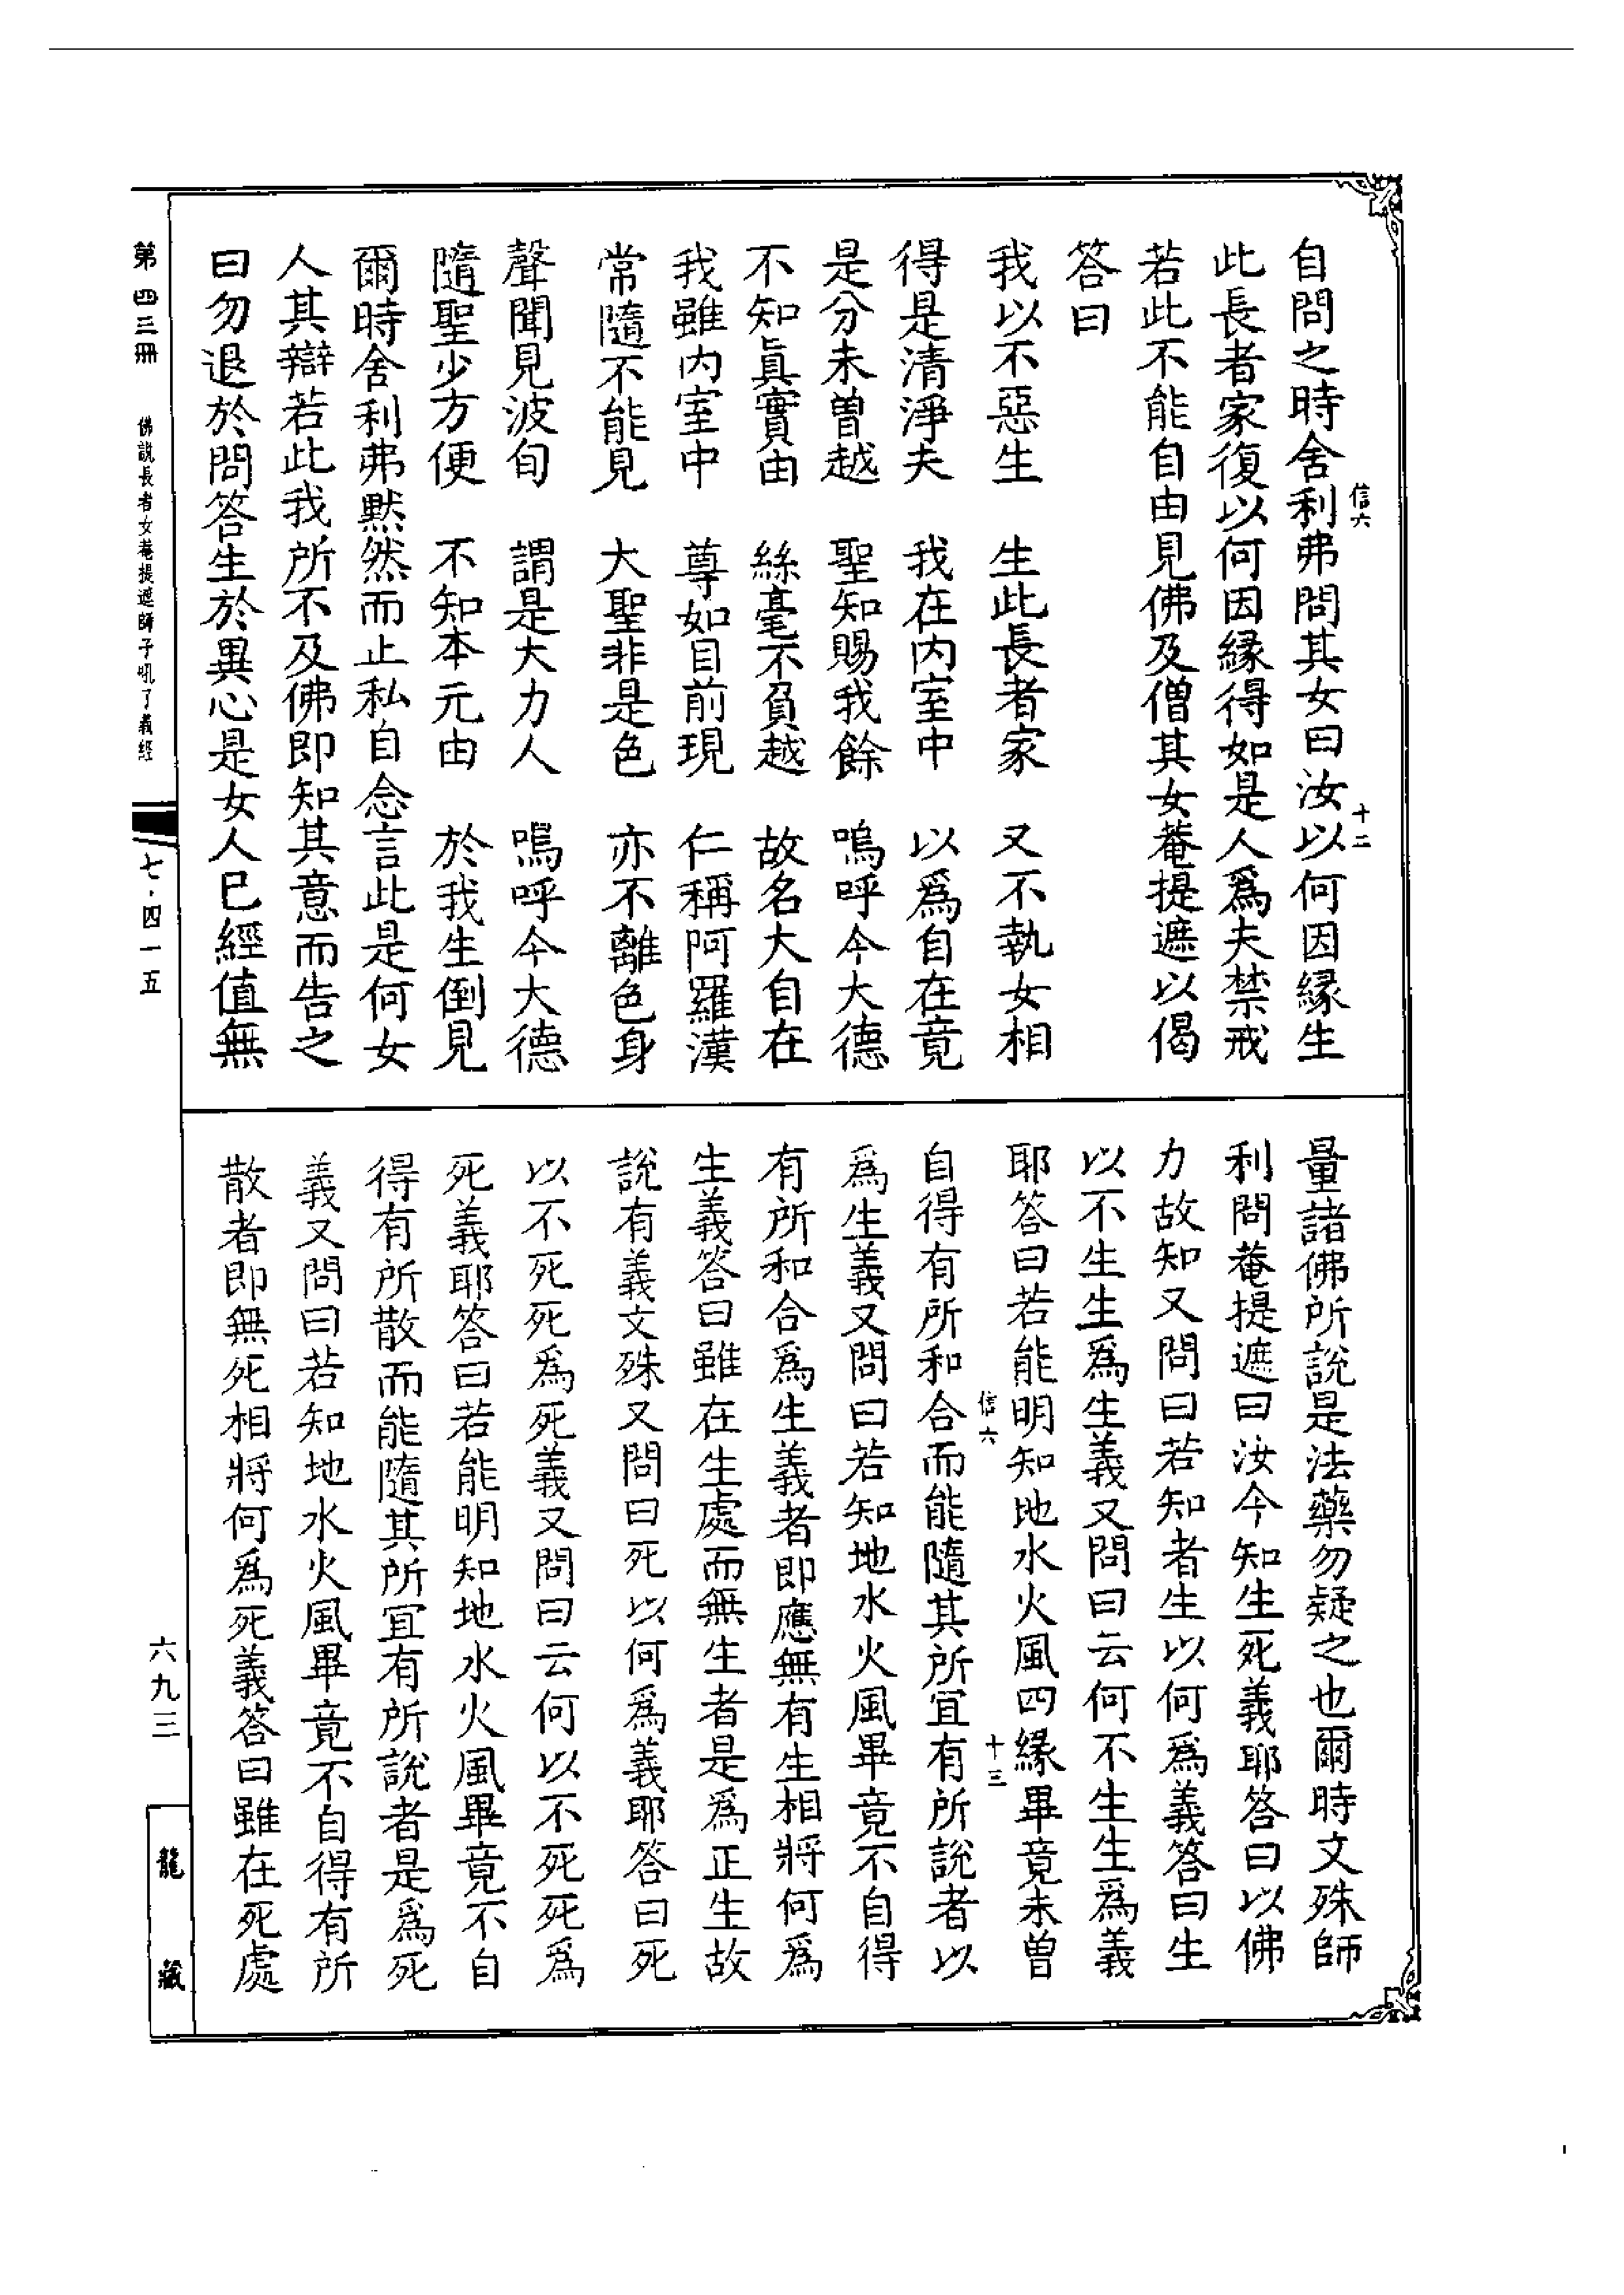 自問之時舍利弗問其女曰汝以何因緣生
信六
十二
此長者家復以何因緣得如是人爲夫禁戒
若此不能自由見佛及僧其女菴提遮以偈
答曰
我以不惡生　生此長者家　又不執女相
得是清淨夫　我在内室中　以爲自在竟
是分未曾越　聖知賜我餘　嗚呼今大德
不知眞實由　絲毫不負越　故名大自在
我雖内室中　尊如目前現　仁稱阿羅漢
常隨不能見　大聖非是色　亦不離色身
聲聞見波旬　謂是大力人　嗚呼今大德
隨聖少方便　不知本元由　於我生倒見
爾時舍利弗默然而止私自念言此是何女
人其辯若此我所不及佛即知其意而告之
曰勿退於問答生於異心是女人已經值無
量諸佛所說是法藥勿疑之也爾時文殊師
利問菴提遮曰汝今知生死義耶答曰以佛
力故知又問曰若知者生以何爲義答曰生
以不生生爲生義又問曰云何不生生爲義
耶答曰若能明知地水火風四緣畢竟未曾
信六
十三
自得有所和合而能隨其所宜有所說者以
爲生義又問曰若知地水火風畢竟不自得
有所和合爲生義者即應無有生相將何爲
生義答曰雖在生處而無生者是爲正生故
說有義文殊又問曰死以何爲義耶答曰死
以不死死爲死義又問曰云何以不死死爲
死義耶答曰若能明知地水火風畢竟不自
得有所散而能隨其所宜有所說者是爲死
義又問曰若知地水火風畢竟不自得有所
散者即無死相將何爲死義答曰雖在死處
第四三冊　佛說長者女菴提遮師子吼了義經
七·四一五
六九三
龍藏